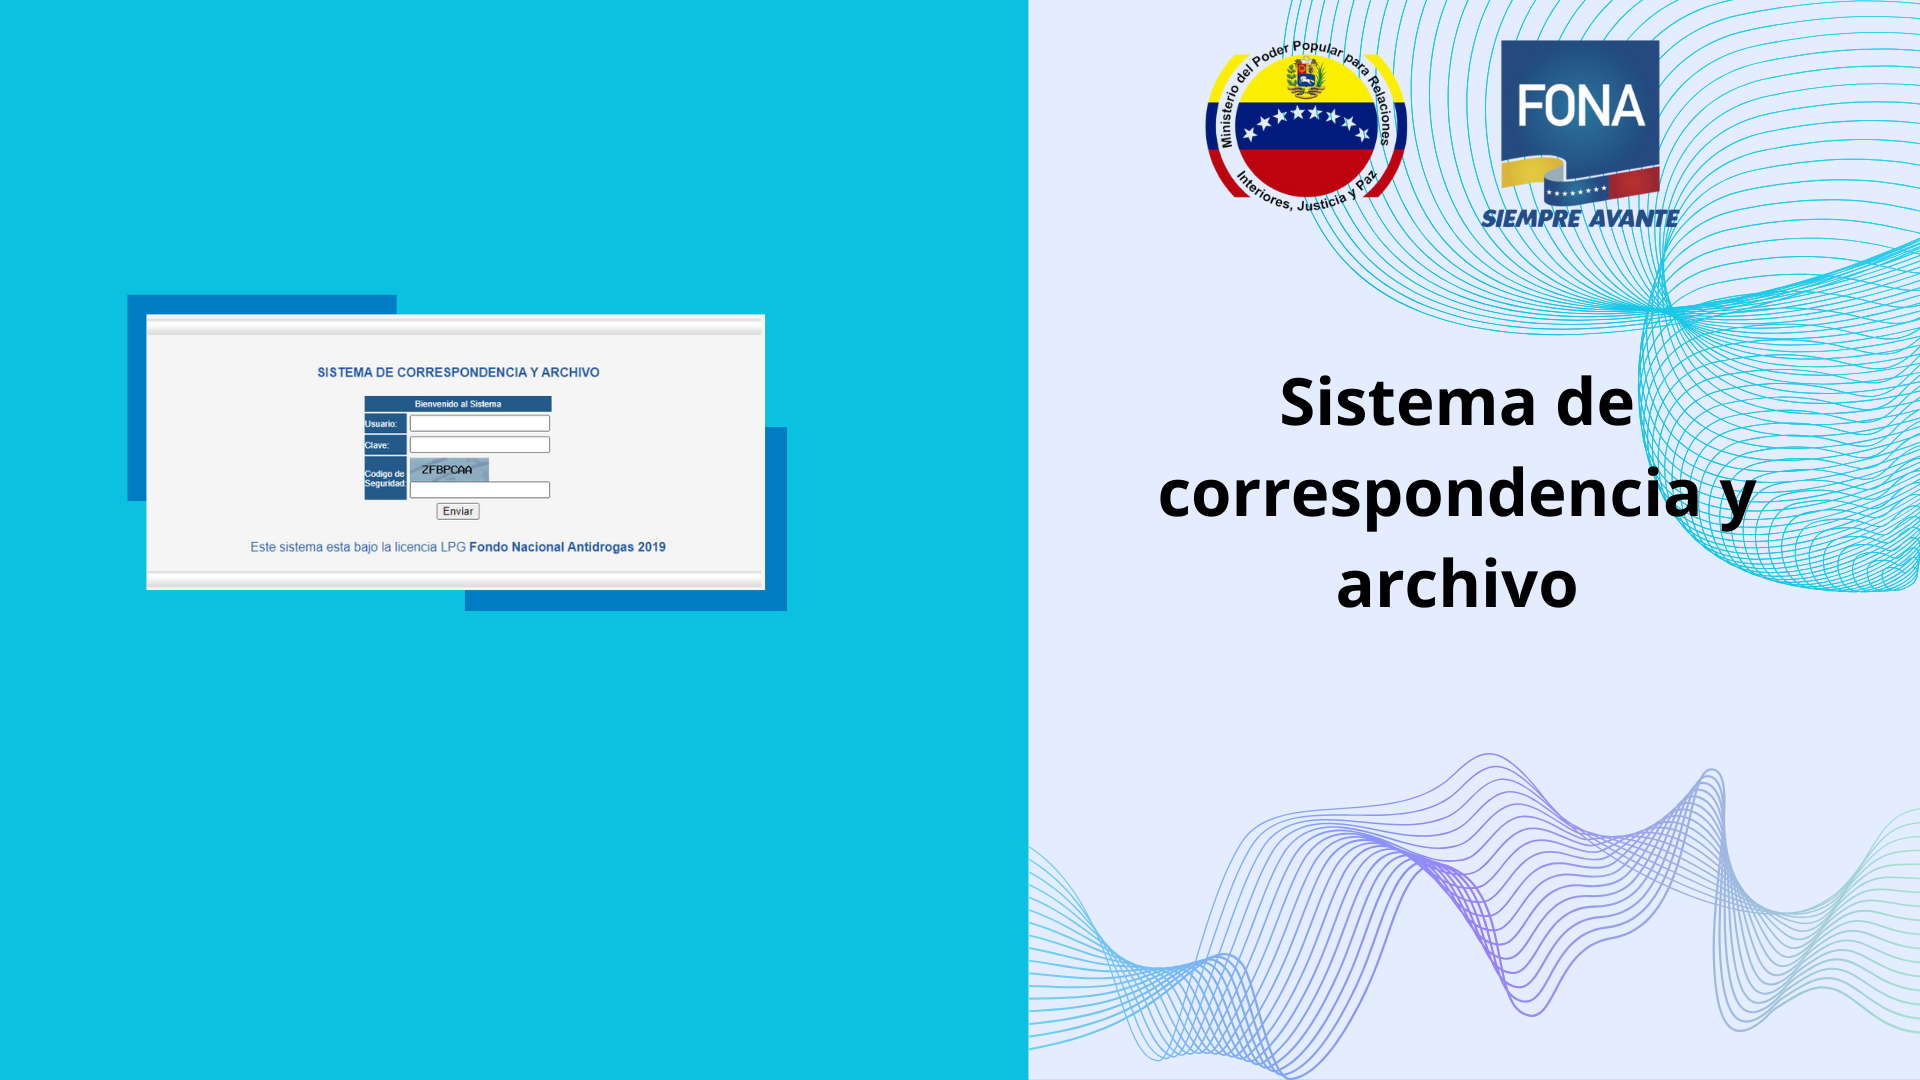 SISTEMA DE CORRESPONDENCIA Y ARCHIVO
Bienvenido al Sistema
Usuario:
Clave:
ZFBPCAA
Codigo de
Seguridad:
Enviar
Este sistema esta bajo la licencia LPG Fondo Nacional Antidrogas 2019
Ministerio del Poder Popular para Relaciones
Interiores, Justicia y Paz
FONA
SIEMPRE AVANTE
Sistema de
correspondencia y
archivo